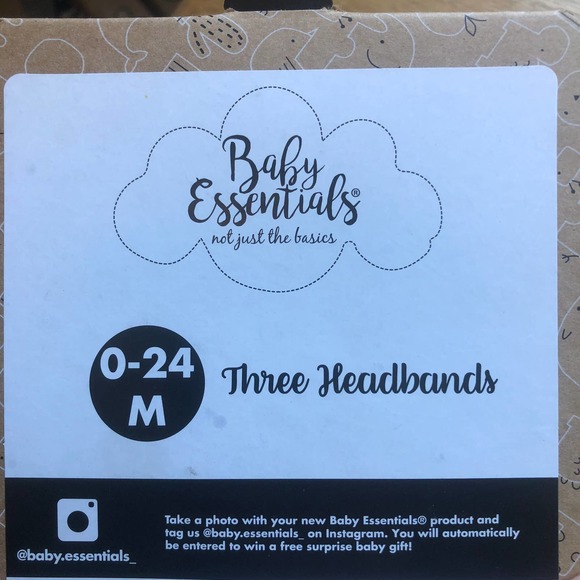 Baby
Essentials®
not just the basics
0-24
M
Three Headbands
Take a photo with your new Baby Essentials® product and
tag us @baby.essentials_ on Instagram. You will automatically
be entered to win a free surprise baby gift!
@baby.essentials_